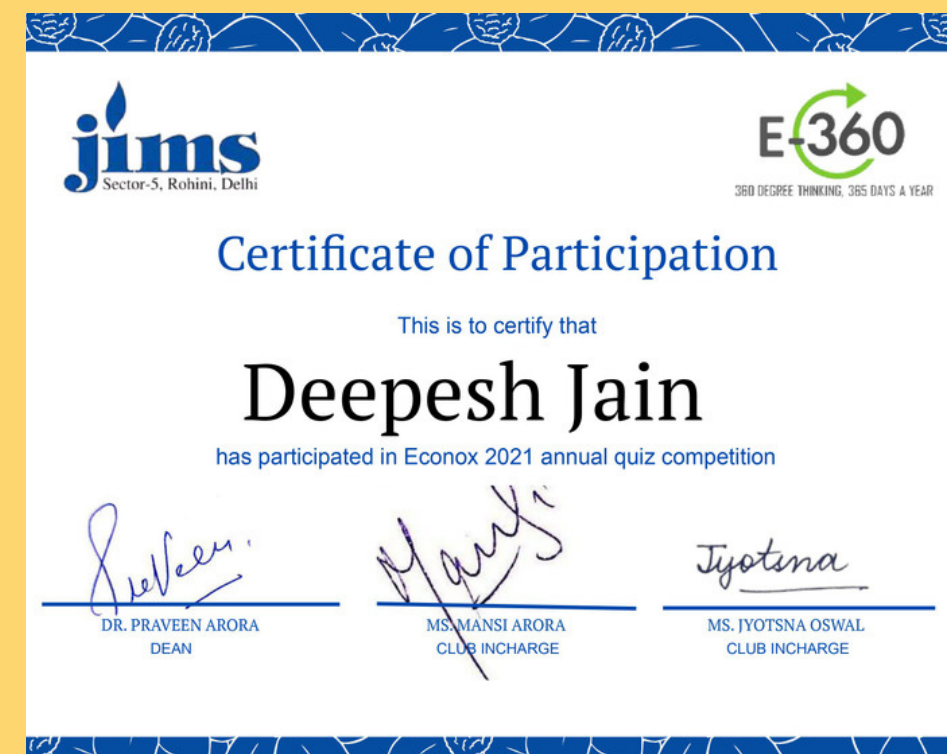 jims
Sector-5, Rohini, Delhi
E-360
360 DEGREE THINKING, 365 DAYS A YEAR
Certificate of Participation
This is to certify that
Deepesh Jain
has participated in Econox 2021 annual quiz competition
Praveen.
Mansi
Jyotsna
DR. PRAVEEN ARORA
MS. MANSI ARORA
MS. JYOTSNA OSWAL
DEAN
CLUB INCHARGE
CLUB INCHARGE